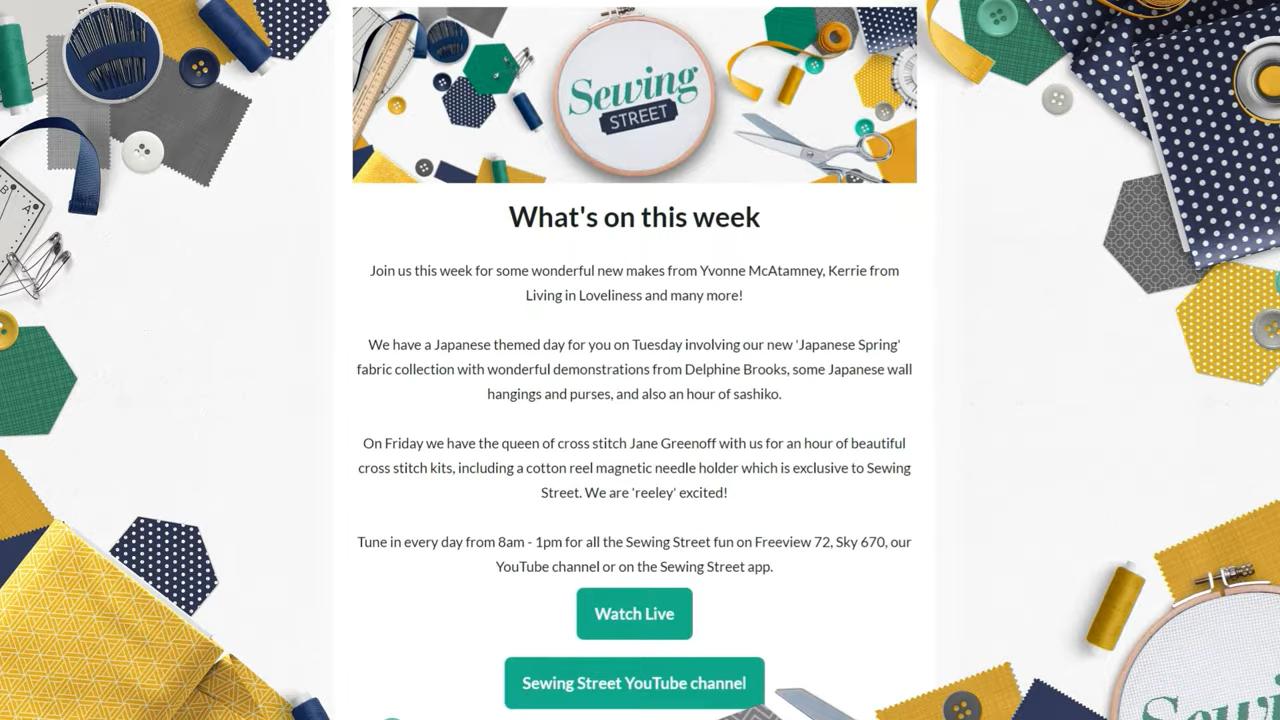 Sewing
STREET
What's on this week
Join us this week for some wonderful new makes from Yvonne McAtamney, Kerrie from
Living in Loveliness and many more!
We have a Japanese themed day for you on Tuesday involving our new 'Japanese Spring'
fabric collection with wonderful demonstrations from Delphine Brooks, some Japanese wall
hangings and purses, and also an hour of sashiko.
On Friday we have the queen of cross stitch Jane Greenoff with us for an hour of beautiful
cross stitch kits, including a cotton reel magnetic needle holder which is exclusive to Sewing
Street. We are 'reeley' excited!
Tune in every day from 8am - 1pm for all the Sewing Street fun on Freeview 72, Sky 670, our
YouTube channel or on the Sewing Street app.
Watch Live
Sewing Street YouTube channel